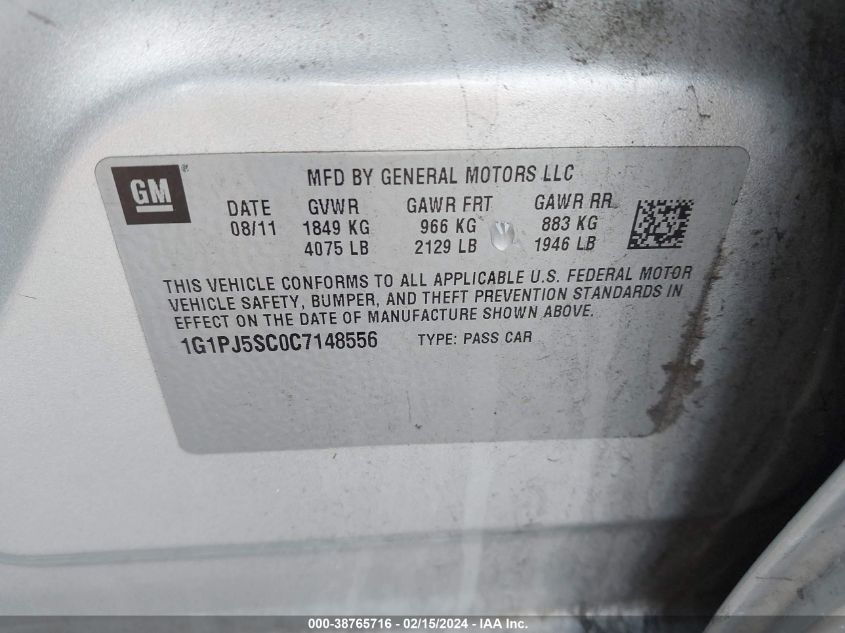 GM®
MFD BY GENERAL MOTORS LLC
DATE GVWR GAWR FRT GAWR RR
08/11 1849 KG 966 KG 883 KG
4075 LB 2129 LB 1946 LB
THIS VEHICLE CONFORMS TO ALL APPLICABLE U.S. FEDERAL MOTOR
VEHICLE SAFETY, BUMPER, AND THEFT PREVENTION STANDARDS IN
EFFECT ON THE DATE OF MANUFACTURE SHOWN ABOVE.
1G1PJ5SC0C7148556 TYPE: PASS CAR
000-38765716 - 02/15/2024 - IAA Inc.